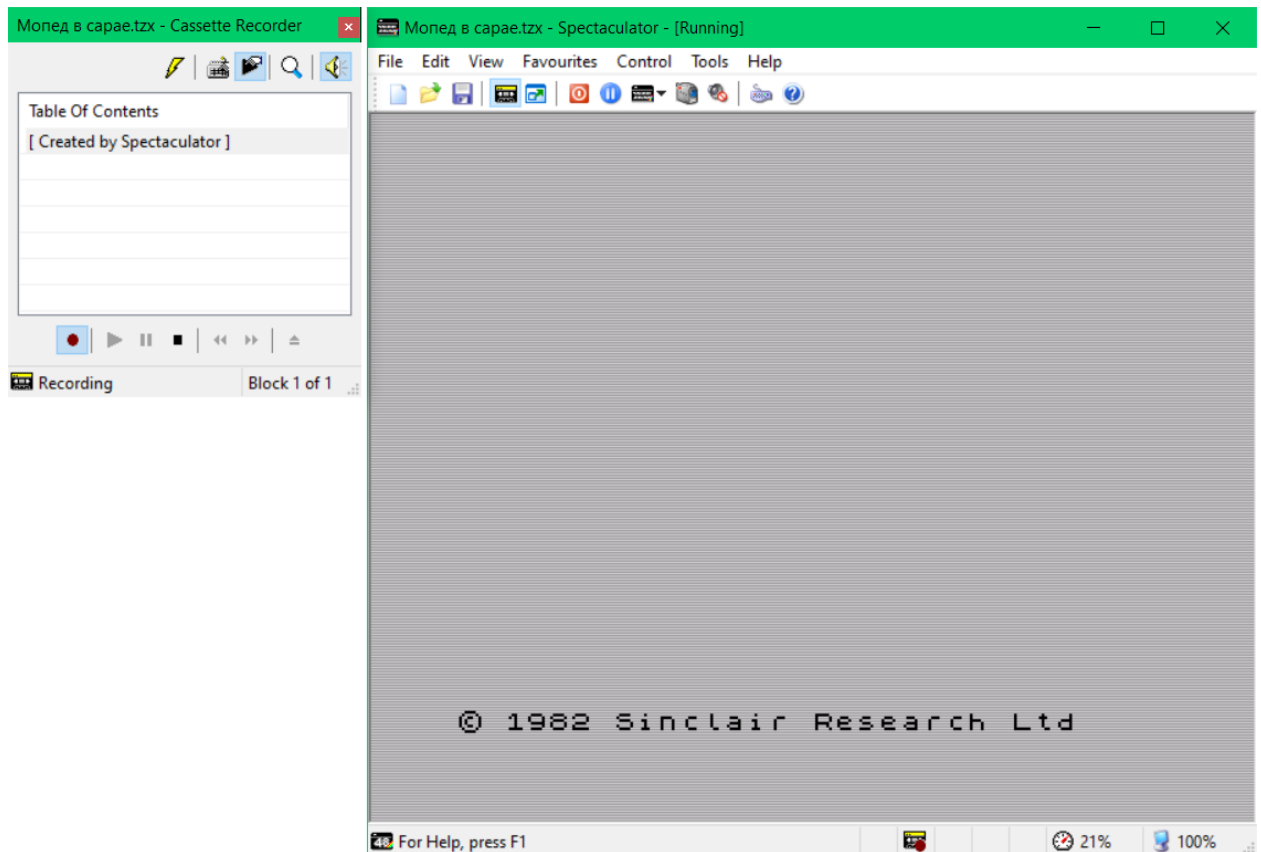 Мопед в сарае.tzx - Cassette Recorder
Table Of Contents
[ Created by Spectaculator ]
Recording
Block 1 of 1
Мопед в сарае.tzx - Spectaculator - [Running]
File Edit View Favourites Control Tools Help
© 1982 Sinclair Research Ltd
48 For Help, press F1
21%
100%